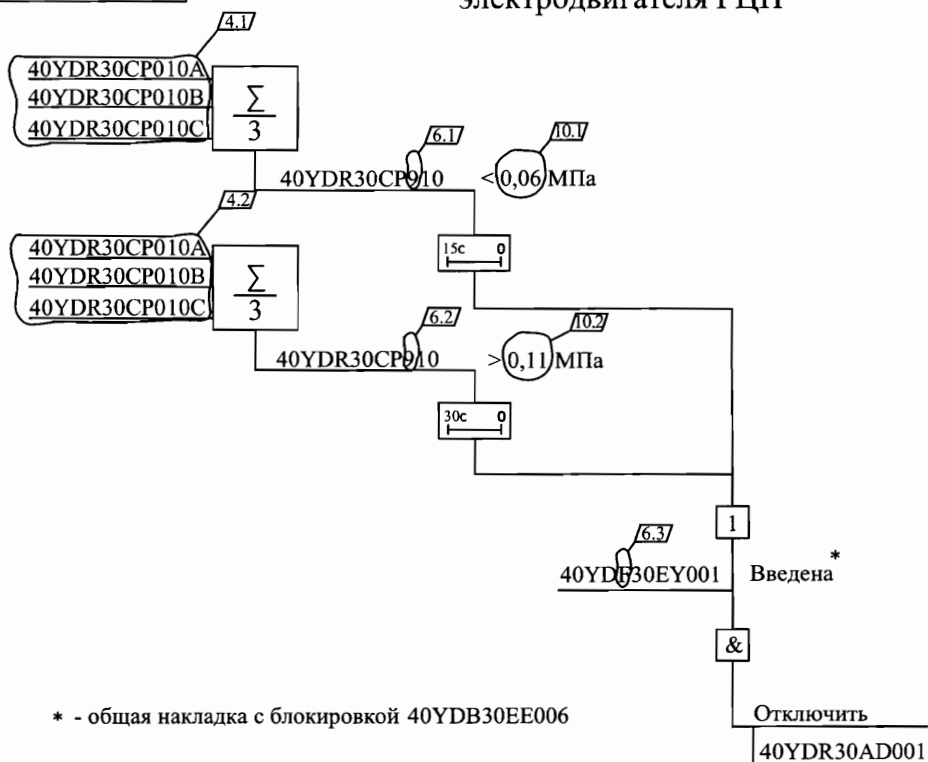 электродвигателя ГЦН
4.1
40YDR30CP010A
40YDR30CP010B
40YDR30CP010C
Σ
3
6.1
10.1
40YDR30CP910
<0,06 МПа
4.2
15с 0
40YDR30CP010A
40YDR30CP010B
40YDR30CP010C
Σ
3
6.2
10.2
40YDR30CP910
>0,11 МПа
30с 0
1
6.3
40YDF30EY001
Введена*
&
* - общая накладка с блокировкой 40YDB30EE006
Отключить
40YDR30AD001